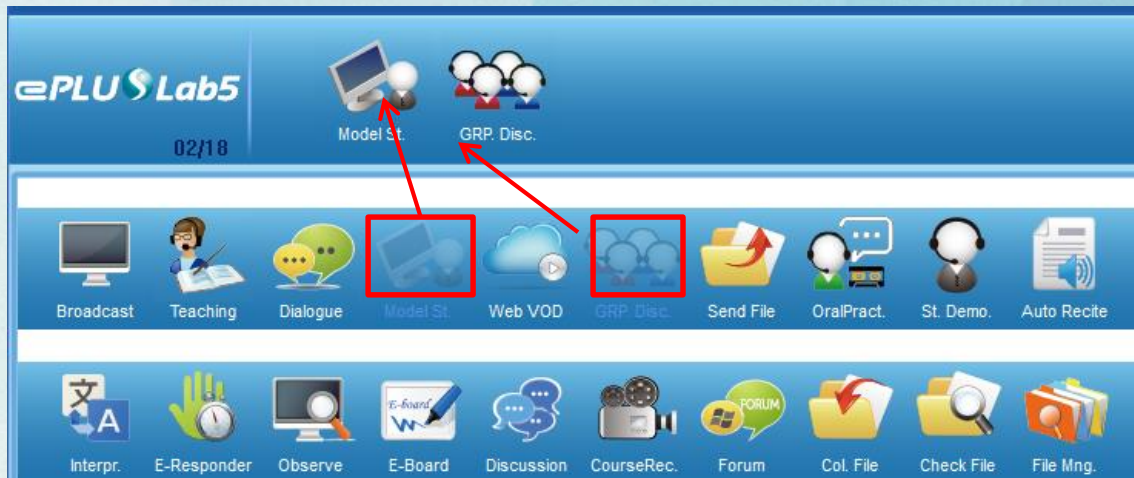 ePLUS Lab5
02/18
Model St. GRP. Disc.
Broadcast Teaching Dialogue Model St. Web VOD GRP. Disc. Send File OralPract. St. Demo. Auto Recite
文 A E-board FORUM
Interpr. E-Responder Observe E-Board Discussion CourseRec. Forum Col. File Check File File Mng.